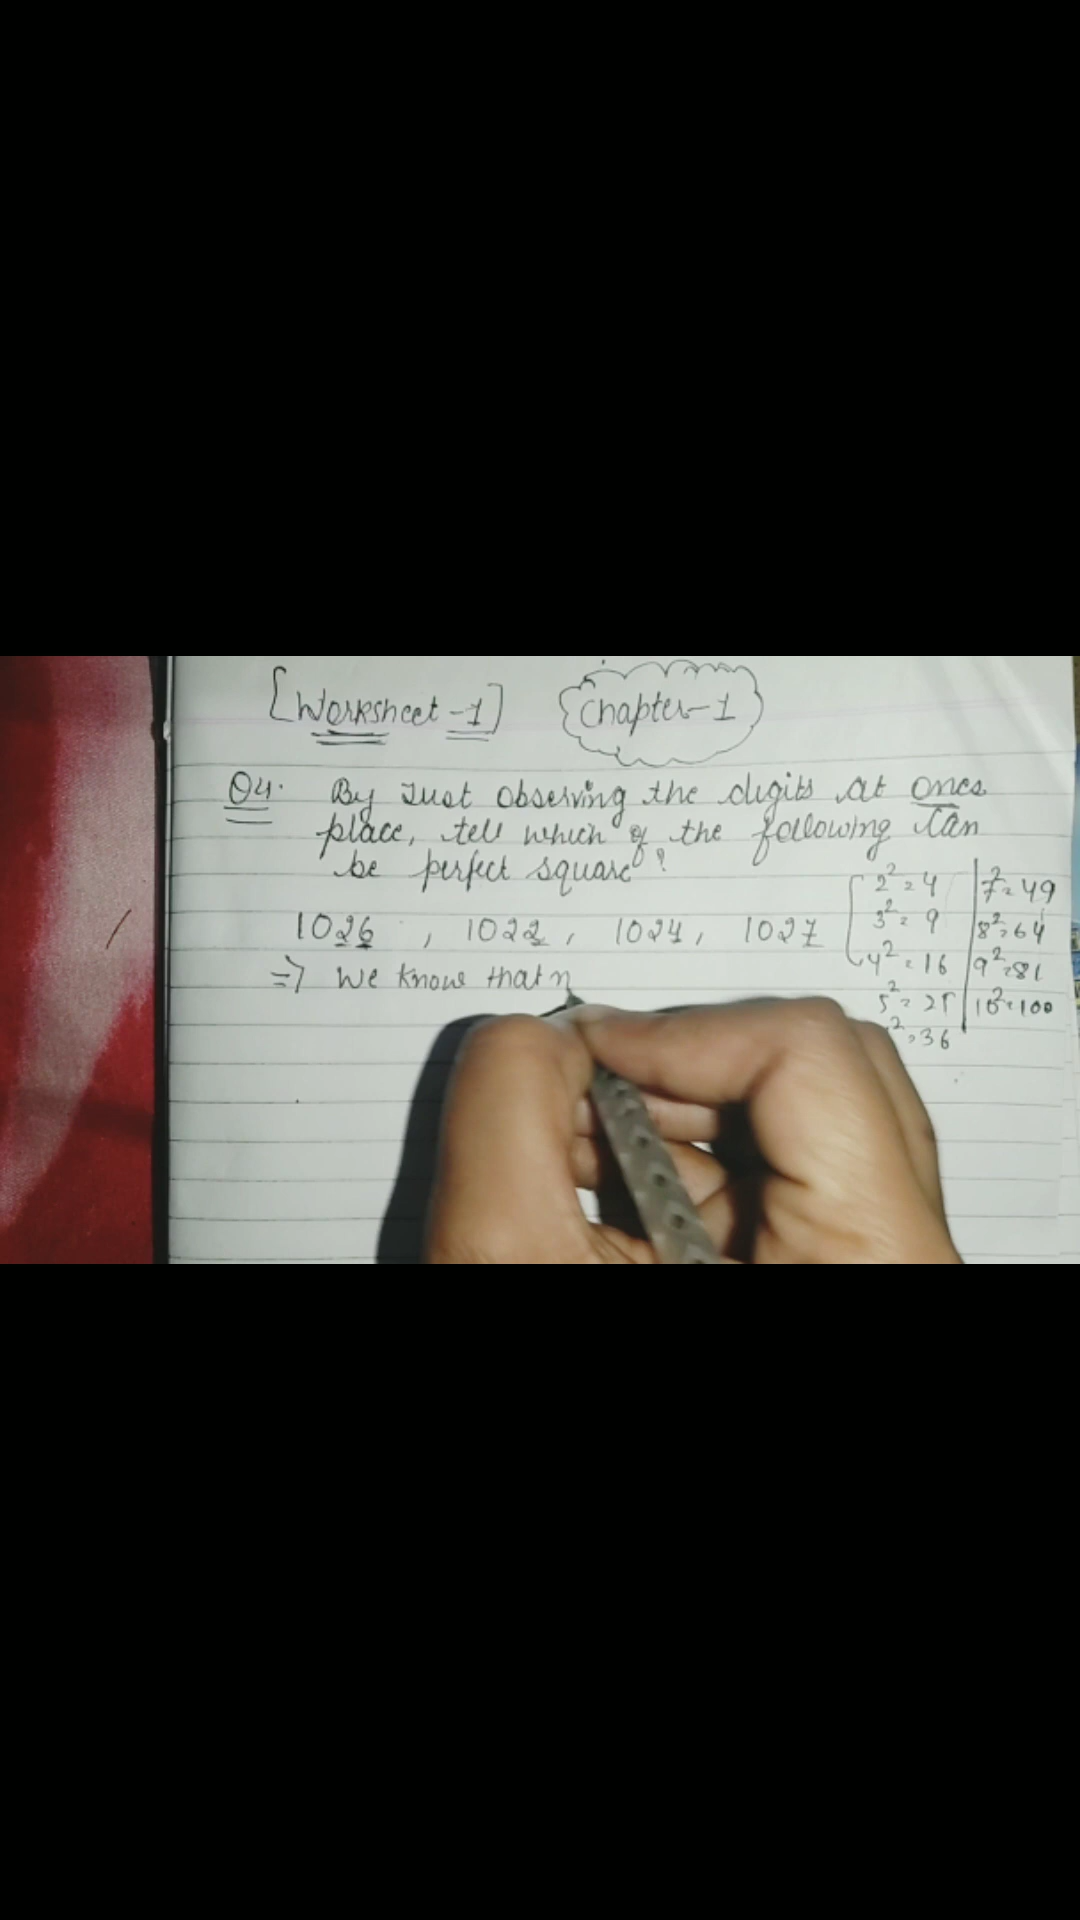 [Worksheet-1] Chapter-1
Q4. By Just observing the digits at ones
place, tell which of the following can
be perfect square?
1026 , 1022, 1024, 1027
=> We know that n
2²=4
3²=9
4²=16
5²=25
²=36
7²=49
8²=64
9²=81
10²=100